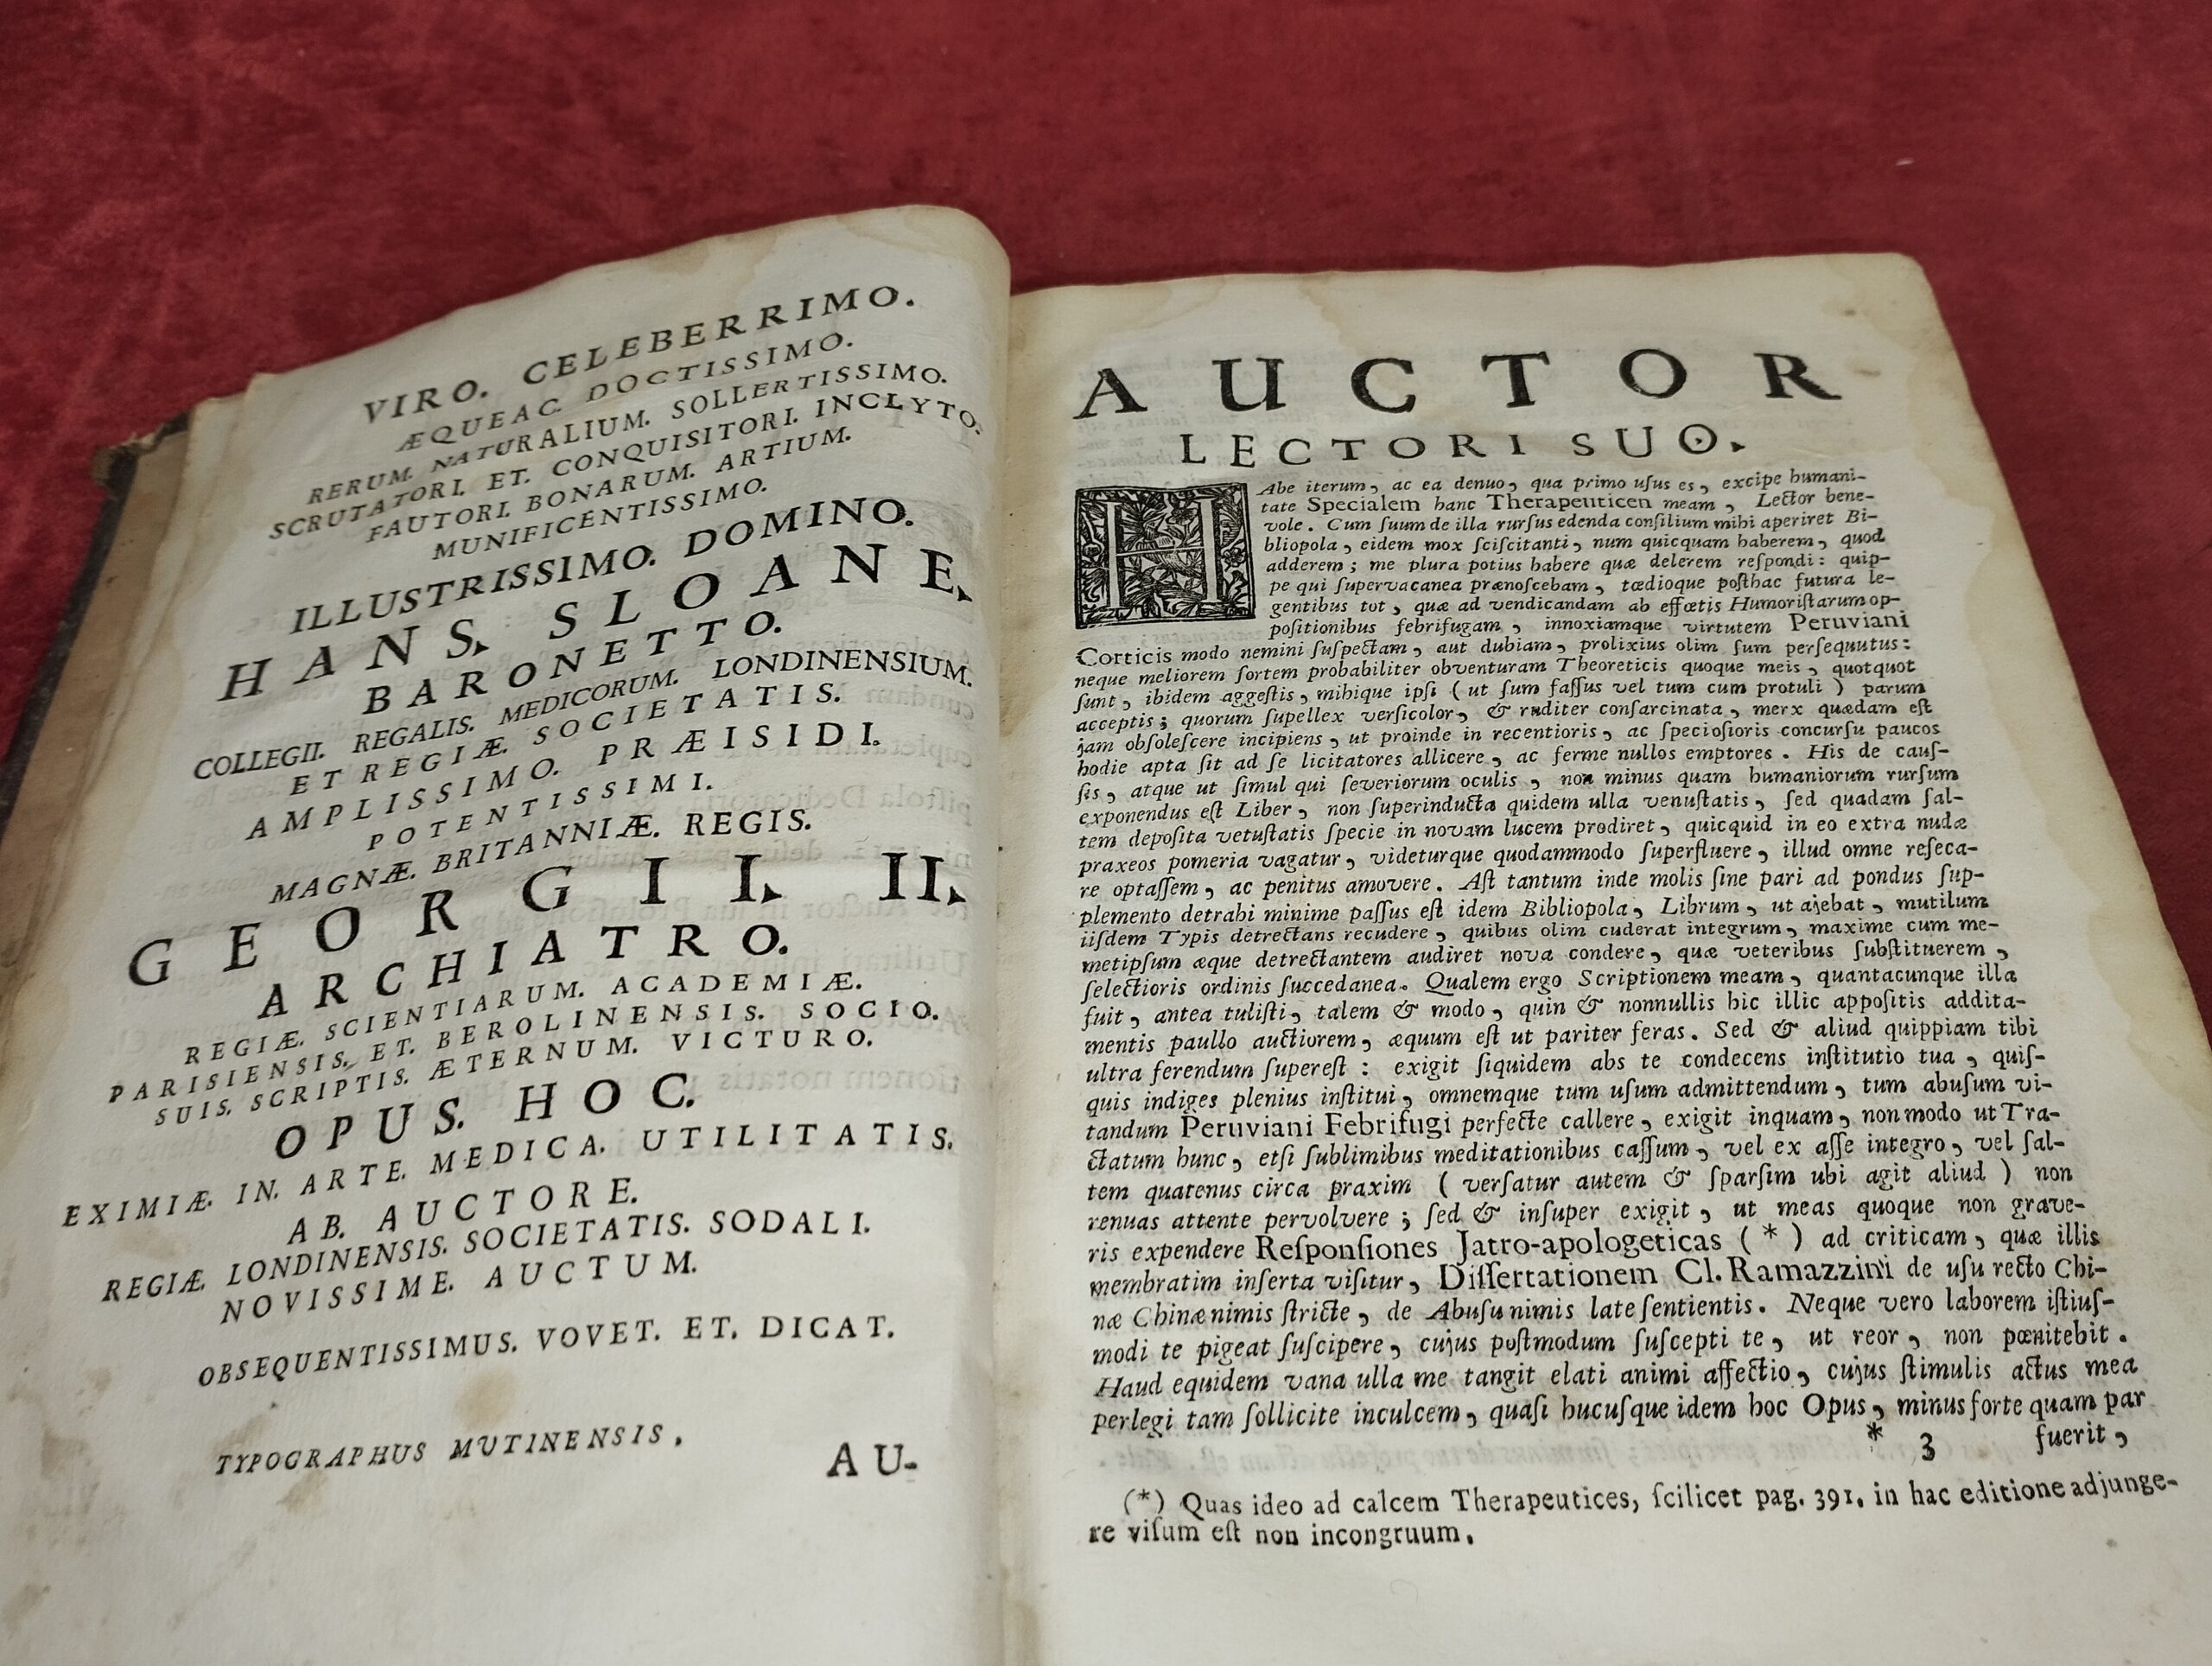 VIRO. CELEBERRIMO.
ÆQUEAC DOCTISSIMO.
RERUM. NATURALIUM. SOLLERTISSIMO.
SCRUTATORI. ET. CONQUISITORI. INCLYTO.
FAUTORI. BONARUM. ARTIUM.
MUNIFICENTISSIMO.
ILLUSTRISSIMO. DOMINO.
HANS. SLOANE.
BARONETTO.
COLLEGII. REGALIS. MEDICORUM. LONDINENSIUM.
ET REGIÆ. SOCIETATIS.
AMPLISSIMO. PRÆISIDI.
POTENTISSIMI.
MAGNÆ. BRITANNIÆ. REGIS.
GEORGII. II.
ARCHIATRO.
REGIÆ. SCIENTIARUM. ACADEMIÆ.
PARISIENSIS. ET. BEROLINENSIS. SOCIO.
SUIS. SCRIPTIS. ÆTERNUM. VICTURO.
OPUS. HOC.
EXIMIÆ. IN. ARTE. MEDICA. UTILITATIS.
AB. AUCTORE.
REGIÆ. LONDINENSIS. SOCIETATIS. SODALI.
NOVISSIME. AUCTUM.
OBSEQUENTISSIMUS. VOVET. ET. DICAT.
TYPOGRAPHUS MUTINENSIS.
AU-
AUCTOR
LECTORI SUO.
HAbe iterum, ac ea denuo, qua primo uſus es, excipe humani-
tate Specialem hanc Therapeuticen meam, Lector bene-
vole. Cum ſuum de illa rurſus edenda conſilium mihi aperiret Bi-
bliopola, eidem mox ſciſcitanti, num quicquam haberem, quod
adderem; me plura potius habere quæ delerem reſpondi: quip-
pe qui ſupervacanea prænoſcebam, tœdioque poſthac futura le-
gentibus tot, quæ ad vendicandam ab effœtis Humoriſtarum op-
poſitionibus febrifugam, innoxiamque virtutem Peruviani
Corticis modo nemini ſuſpectam, aut dubiam, prolixius olim ſum perſequutus:
neque meliorem ſortem probabiliter obventuram Theoreticis quoque meis, quotquot
ſunt, ibidem aggeſtis, mihique ipſi ( ut ſum faſſus vel tum cum protuli ) parum
acceptis; quorum ſupellex verſicolor, & ruditer conſarcinata, merx quædam eſt
jam obſoleſcere incipiens, ut proinde in recentioris, ac ſpecioſioris concurſu paucos
hodie apta ſit ad ſe licitatores allicere, ac ferme nullos emptores. His de cauſ-
ſis, atque ut ſimul qui ſeveriorum oculis, non minus quam humaniorum rurſum
exponendus eſt Liber, non ſuperinducta quidem ulla venuſtatis, ſed quadam ſal-
tem depoſita vetuſtatis ſpecie in novam lucem prodiret, quicquid in eo extra nudæ
praxeos pomeria vagatur, videturque quodammodo ſuperfluere, illud omne reſeca-
re optaſſem, ac penitus amovere. Aſt tantum inde molis ſine pari ad pondus ſup-
plemento detrahi minime paſſus eſt idem Bibliopola, Librum, ut ajebat, mutilum
iiſdem Typis detrectans recudere, quibus olim cuderat integrum, maxime cum me-
metipſum æque detrectantem audiret nova condere, quæ veteribus ſubſtituerem,
ſelectioris ordinis ſuccedanea. Qualem ergo Scriptionem meam, quantacunque illa
fuit, antea tuliſti, talem & modo, quin & nonnullis hic illic appoſitis addita-
mentis paullo auctiorem, æquum eſt ut pariter feras. Sed & aliud quippiam tibi
ultra ferendum ſupereſt : exigit ſiquidem abs te condecens inſtitutio tua, quiſ-
quis indiges plenius inſtitui, omnemque tum uſum admittendum, tum abuſum vi-
tandum Peruviani Febrifugi perfecte callere, exigit inquam, non modo ut Tra-
ctatum hunc, etſi ſublimibus meditationibus caſſum, vel ex aſſe integro, vel ſal-
tem quatenus circa praxim ( verſatur autem & ſparſim ubi agit aliud ) non
renuas attente pervolvere; ſed & inſuper exigit, ut meas quoque non grave-
ris expendere Reſponſiones Jatro-apologeticas ( * ) ad criticam, quæ illis
membratim inſerta viſitur, Diſſertationem Cl. Ramazzini de uſu recto Chi-
næ Chinæ nimis ſtricte, de Abuſu nimis late ſentientis. Neque vero laborem iſtiuſ-
modi te pigeat ſuſcipere, cujus poſtmodum ſuſcepti te, ut reor, non pœnitebit.
Haud equidem vana ulla me tangit elati animi affectio, cujus ſtimulis actus mea
perlegi tam ſollicite inculcem, quaſi hucuſque idem hoc Opus, minus forte quam par
* 3 fuerit,
(*) Quas ideo ad calcem Therapeutices, ſcilicet pag. 391. in hac editione adjunge-
re viſum eſt non incongruum.